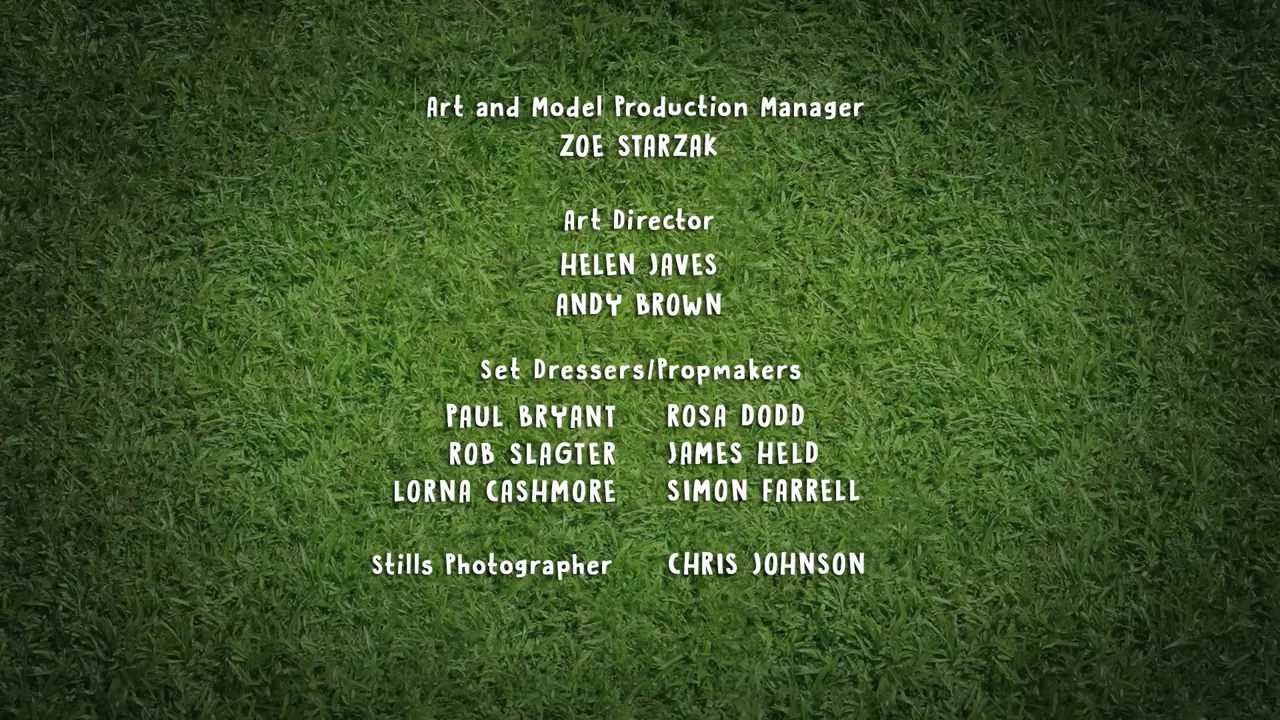 Art and Model Production Manager
ZOE STARZAK
Art Director
HELEN JAVES
ANDY BROWN
Set Dressers/Propmakers
PAUL BRYANT ROSA DODD
ROB SLAGTER JAMES HELD
LORNA CASHMORE SIMON FARRELL
Stills Photographer CHRIS JOHNSON